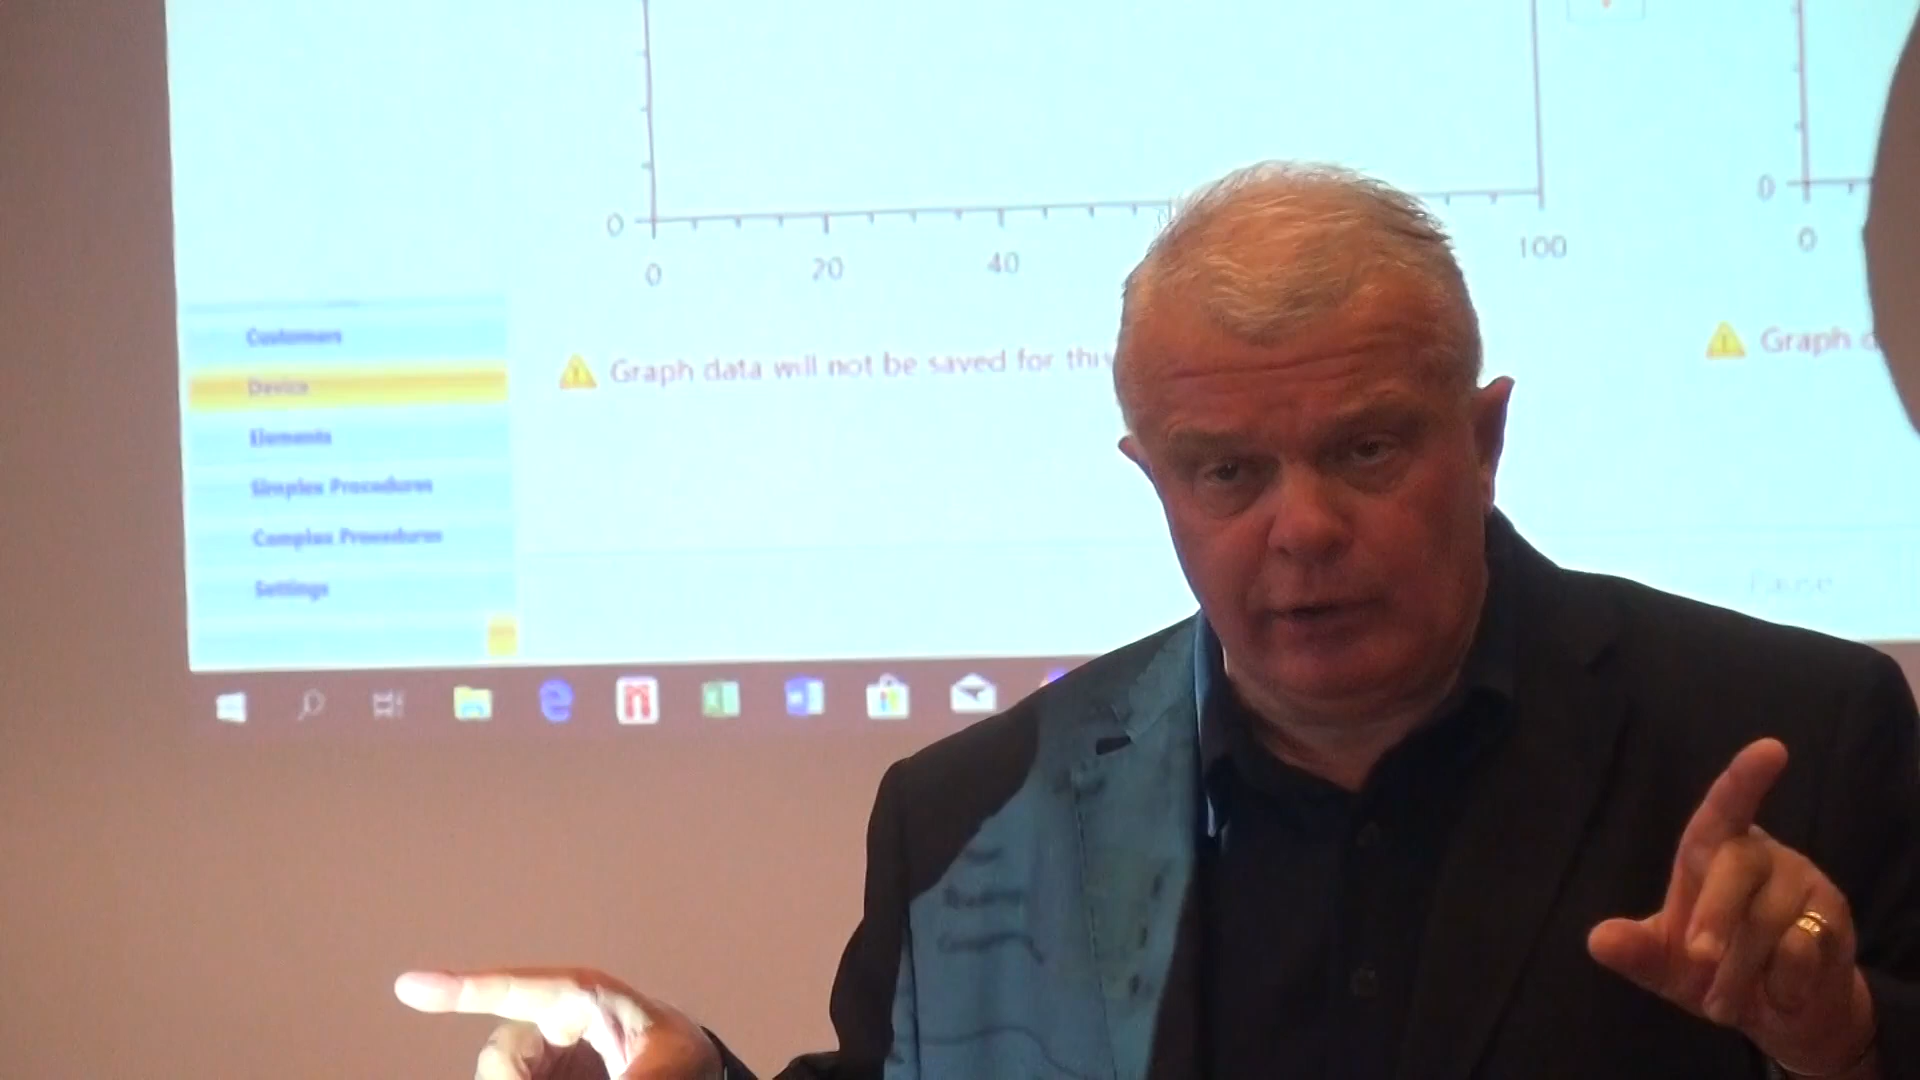 0
0
20
40
100
0
0
Graph data will not be saved for this
Graph
Customers
Device
Elements
Simplex Procedures
Complex Procedures
Settings